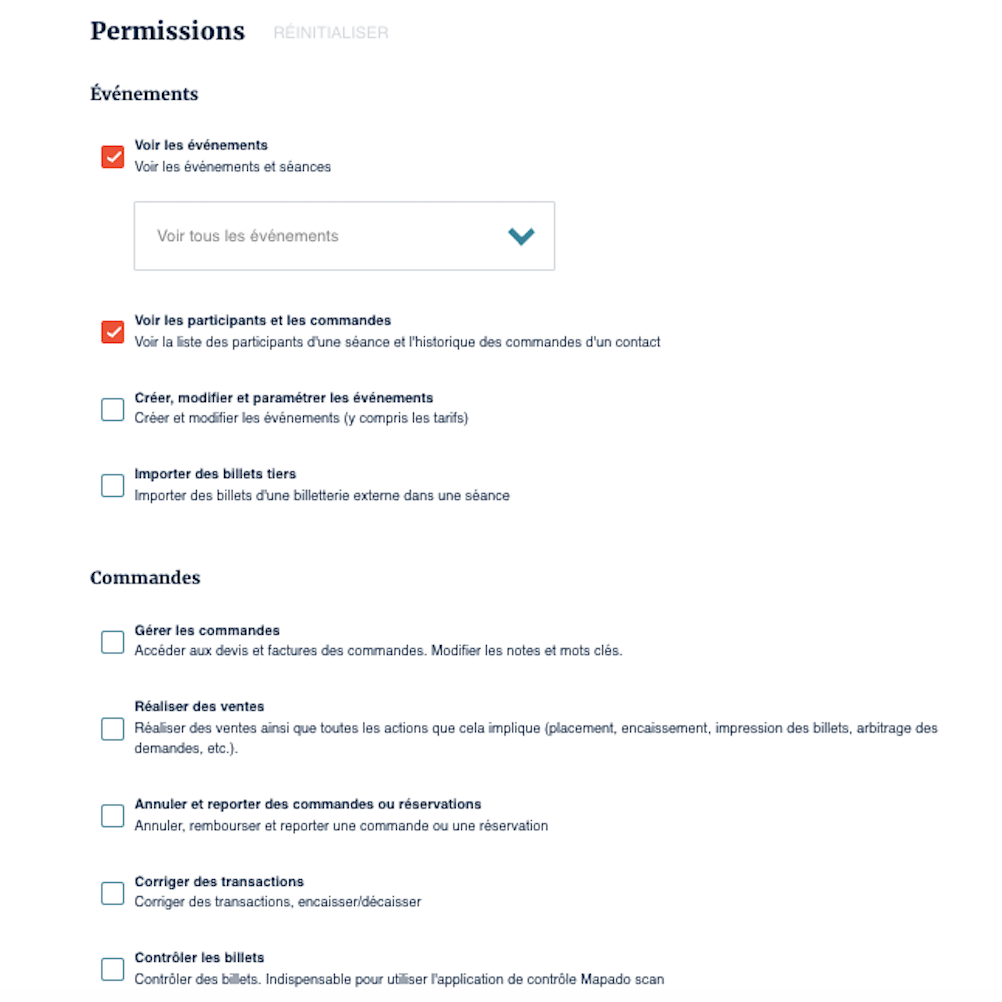 Permissions RÉINITIALISER
Événements
Voir les événements
Voir les évènements et séances
Voir tous les événements
Voir les participants et les commandes
Voir la liste des participants d'une séance et l'historique des commandes d'un contact
Créer, modifier et paramétrer les événements
Créer et modifier les événements (y compris les tarifs)
Importer des billets tiers
Importer des billets d'une billetterie externe dans une séance
Commandes
Gérer les commandes
Accéder aux devis et factures des commandes. Modifier les notes et mots clés.
Réaliser des ventes
Réaliser des ventes ainsi que toutes les actions que cela implique (placement, encaissement, impression des billets, arbitrage des
demandes, etc.).
Annuler et reporter des commandes ou réservations
Annuler, rembourser et reporter une commande ou une réservation
Corriger des transactions
Corriger des transactions, encaisser/décaisser
Contrôler les billets
Contrôler des billets. Indispensable pour utiliser l'application de contrôle Mapado scan